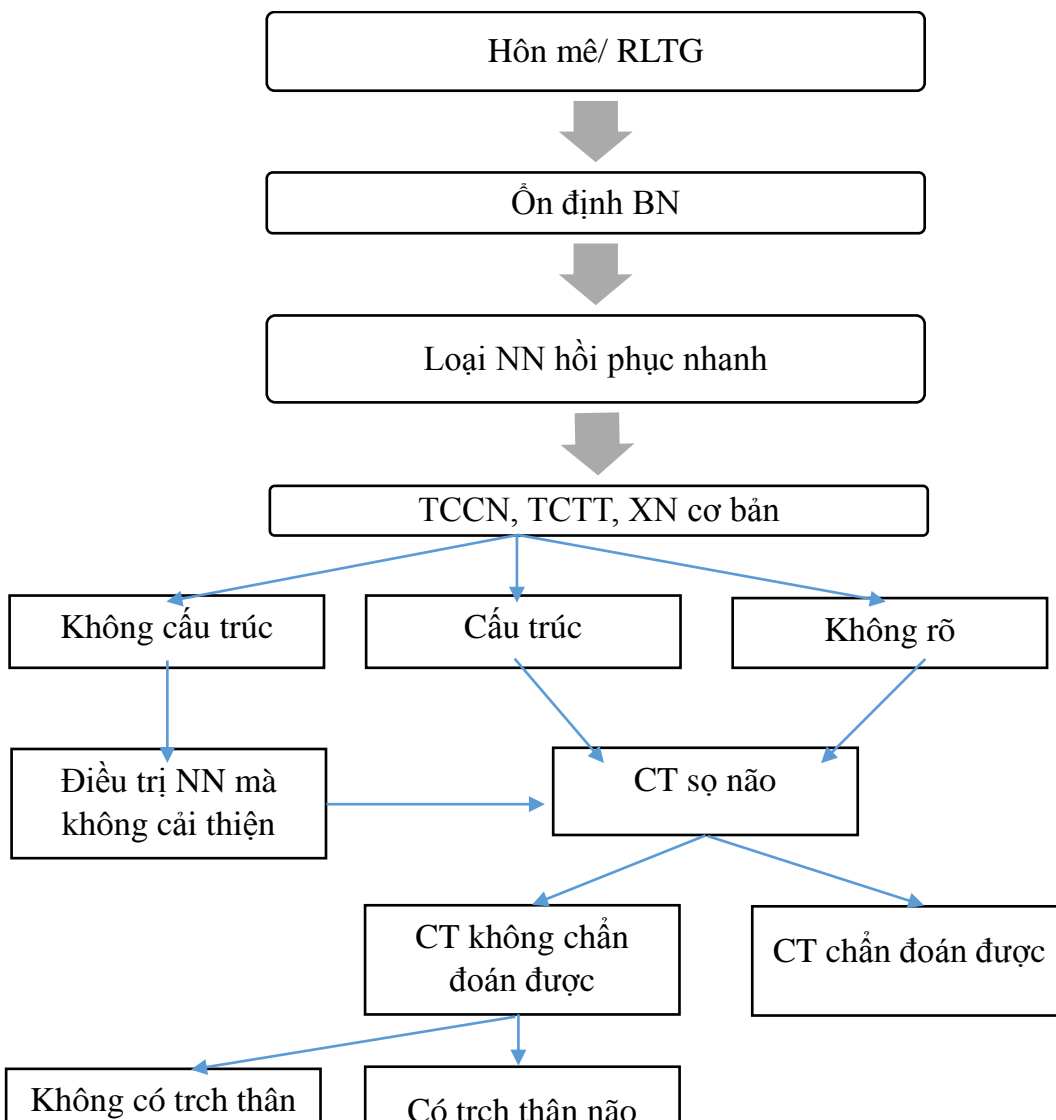 Hôn mê/ RLTG
Ổn định BN
Loại NN hồi phục nhanh
TCCN, TCTT, XN cơ bản
Không cấu trúc
Cấu trúc
Không rõ
Điều trị NN mà
không cải thiện
CT sọ não
CT không chẩn
đoán được
CT chẩn đoán được
Không có trch thân
Có trch thân não